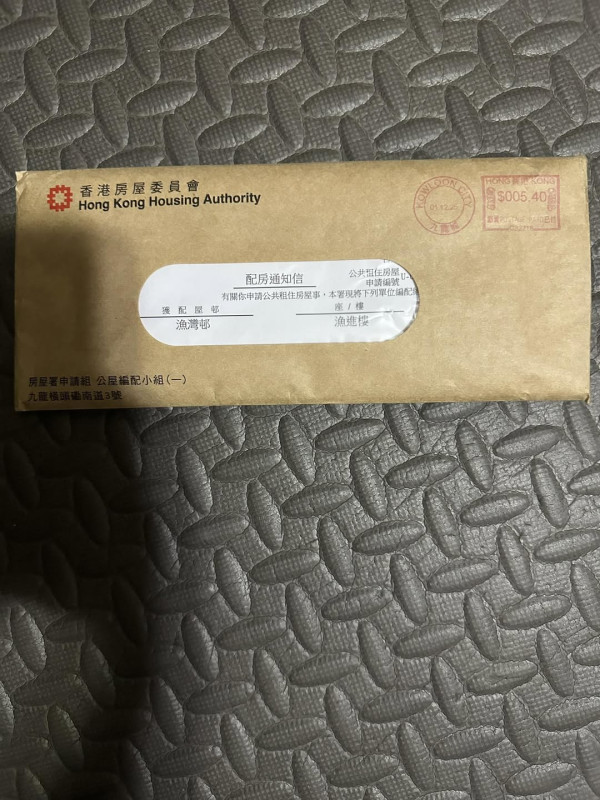 香港房屋委員會
Hong Kong Housing Authority
KOWLOON CITY
九龍城
HONG KONG 香港
$005.40
配房通知信
公共租住房屋
申請編號 U-
有關你申請公共租住房屋事，本署現將下列單位編配
獲配屋邨
座 / 樓
漁灣邨
漁進樓
房屋署申請組 公屋編配小組(一)
九龍橫頭磡南道3號